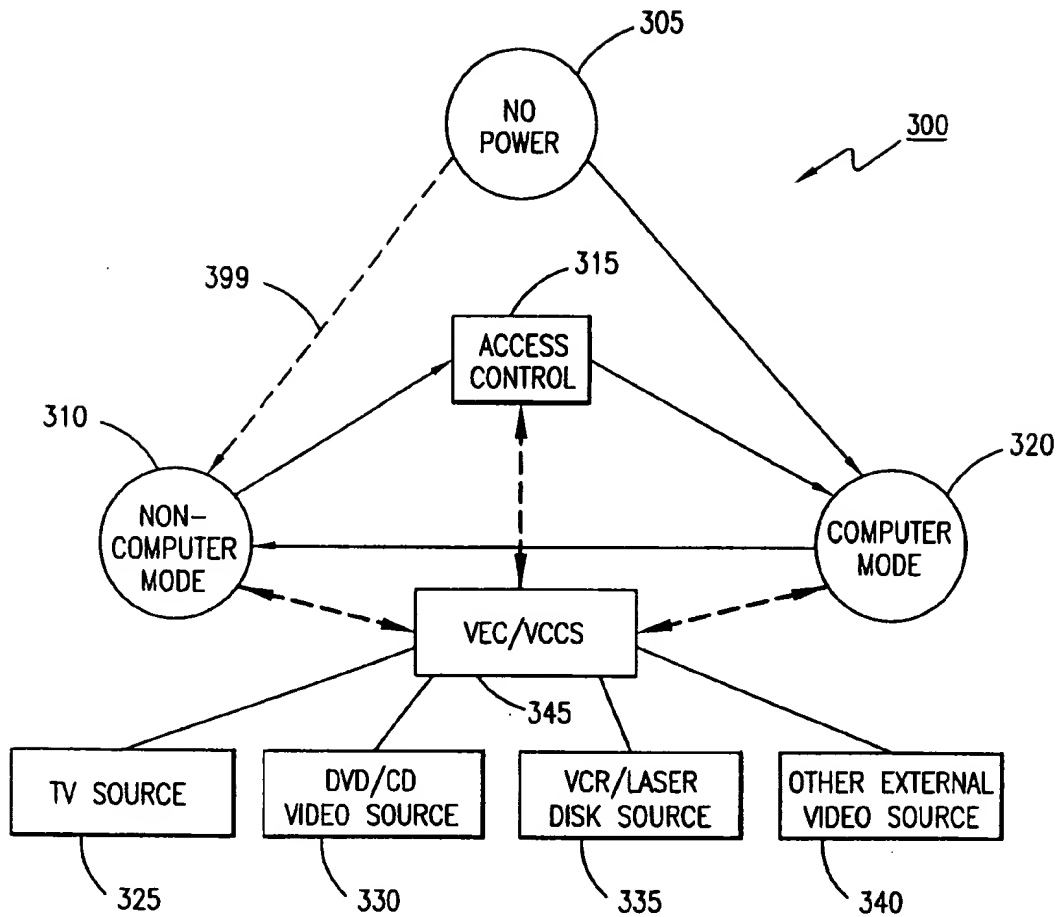 305
NO
POWER
300
399
315
ACCESS
CONTROL
310
320
NON-
COMPUTER
MODE
COMPUTER
MODE
VEC/VCCS
345
TV SOURCE
DVD/CD
VIDEO SOURCE
VCR/LASER
DISK SOURCE
OTHER EXTERNAL
VIDEO SOURCE
325
330
335
340